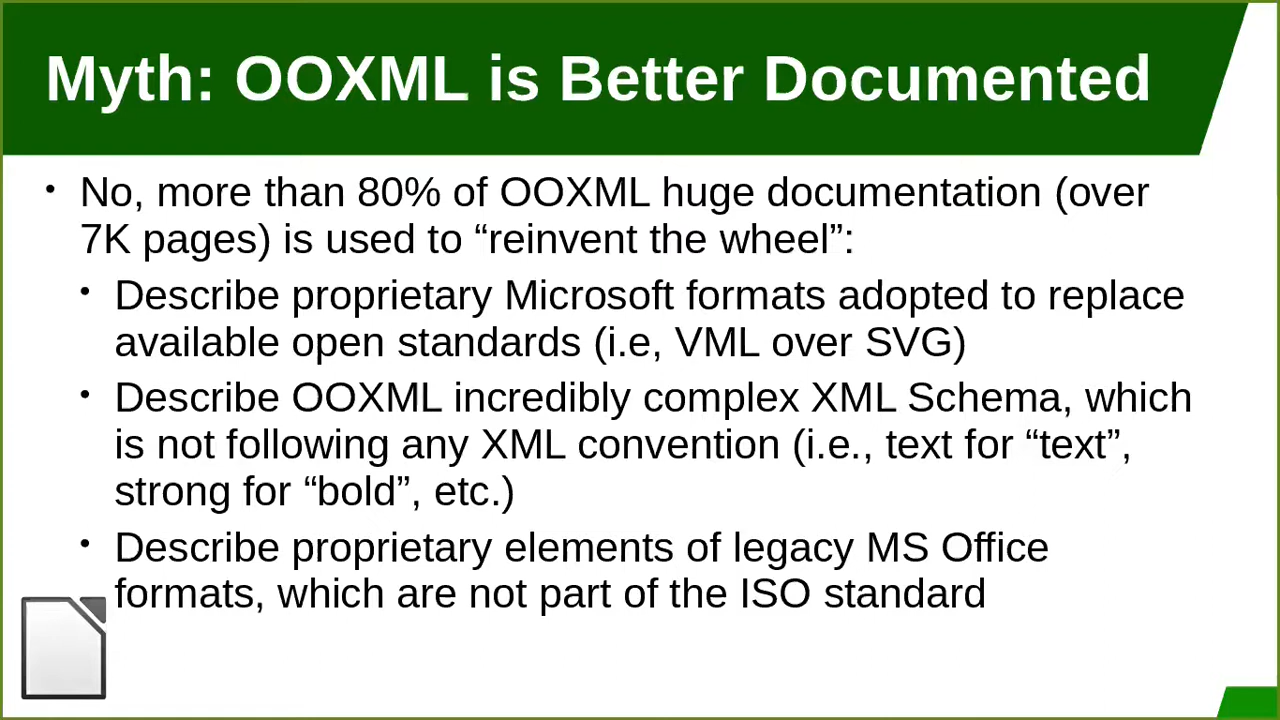 Myth: OOXML is Better Documented
• No, more than 80% of OOXML huge documentation (over
7K pages) is used to “reinvent the wheel”:
• Describe proprietary Microsoft formats adopted to replace
available open standards (i.e, VML over SVG)
• Describe OOXML incredibly complex XML Schema, which
is not following any XML convention (i.e., text for “text”,
strong for “bold”, etc.)
• Describe proprietary elements of legacy MS Office
formats, which are not part of the ISO standard